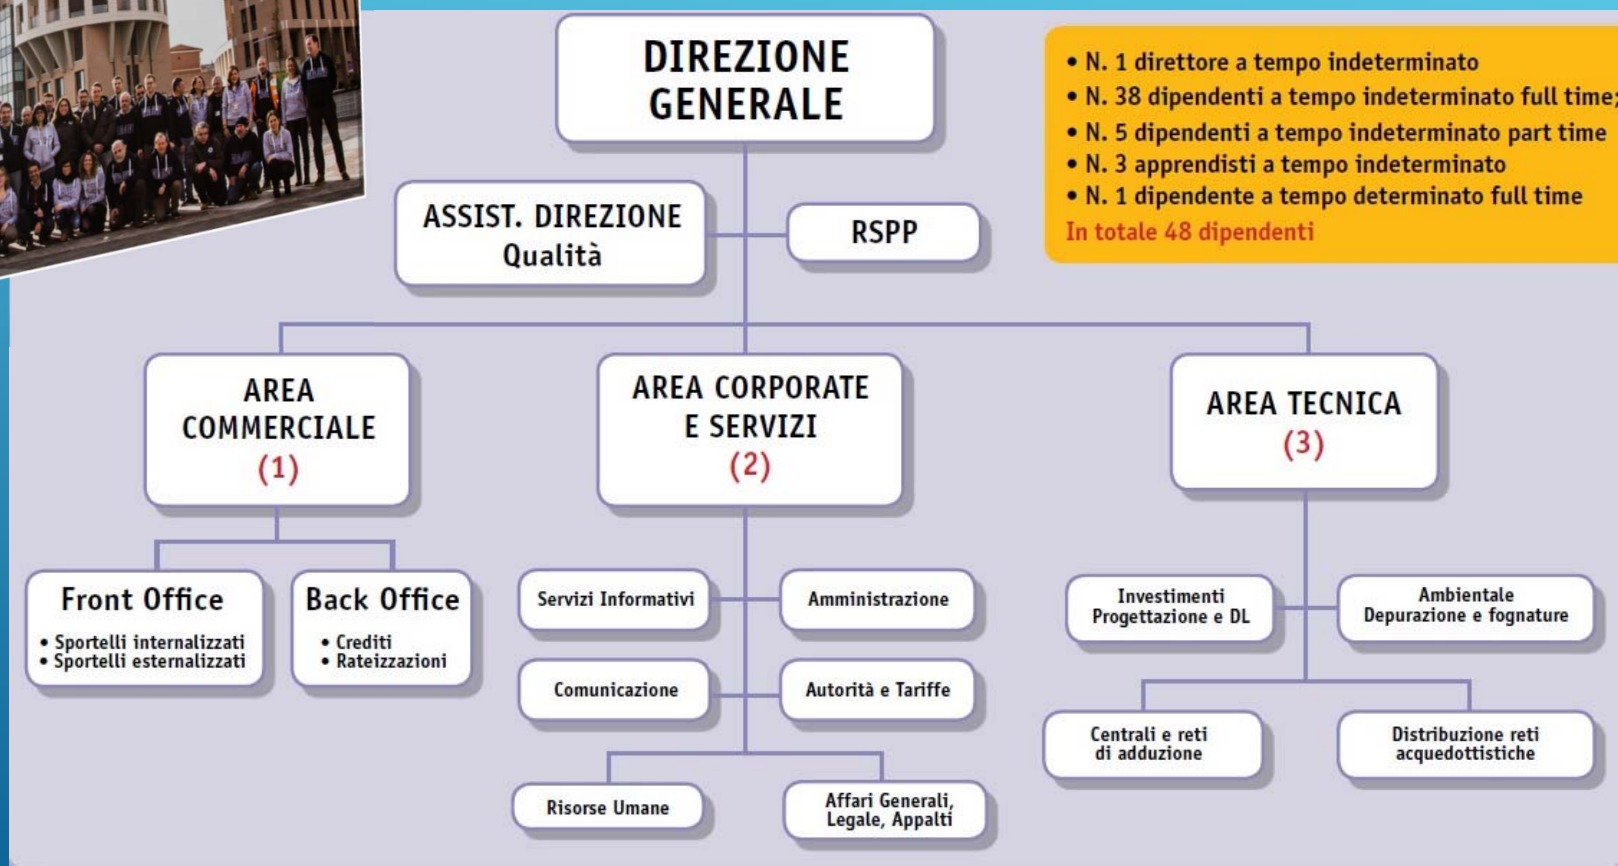 DIREZIONE
GENERALE
• N. 1 direttore a tempo indeterminato
• N. 38 dipendenti a tempo indeterminato full time;
• N. 5 dipendenti a tempo indeterminato part time
• N. 3 apprendisti a tempo indeterminato
• N. 1 dipendente a tempo determinato full time
In totale 48 dipendenti
ASSIST. DIREZIONE
Qualità
RSPP
AREA
COMMERCIALE
(1)
AREA CORPORATE
E SERVIZI
(2)
AREA TECNICA
(3)
Front Office
• Sportelli internalizzati
• Sportelli esternalizzati
Back Office
• Crediti
• Rateizzazioni
Servizi Informativi
Amministrazione
Comunicazione
Autorità e Tariffe
Risorse Umane
Affari Generali,
Legale, Appalti
Investimenti
Progettazione e DL
Ambientale
Depurazione e fognature
Centrali e reti
di adduzione
Distribuzione reti
acquedottistiche